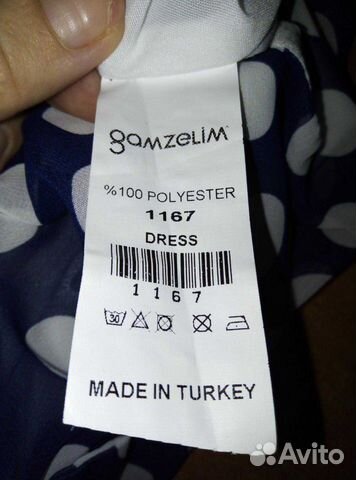 gamzelim
%100 POLYESTER
1167
DRESS
1167
30
MADE IN TURKEY
Avito